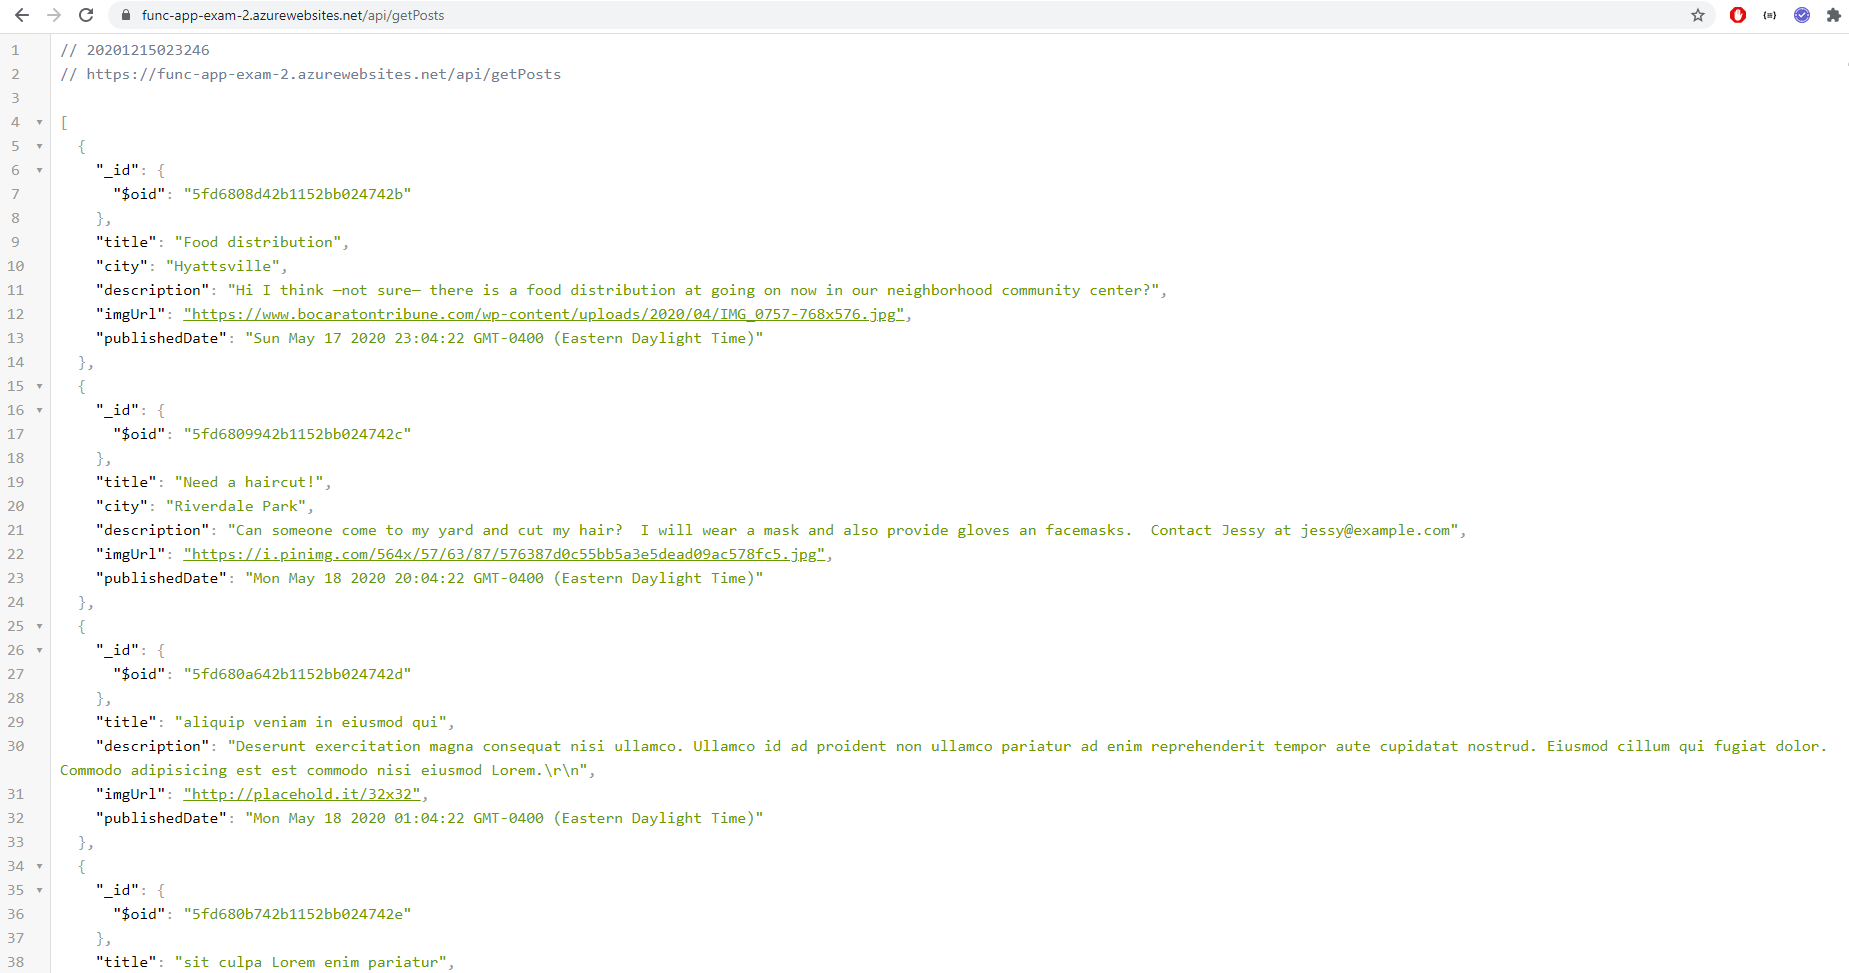 func-app-exam-2.azurewebsites.net/api/getPosts
1 // 20201215023246
2 // https://func-app-exam-2.azurewebsites.net/api/getPosts
3
4 [
5 {
6 "_id": {
7 "$oid": "5fd6808d42b1152bb024742b"
8 },
9 "title": "Food distribution",
10 "city": "Hyattsville",
11 "description": "Hi I think —not sure— there is a food distribution at going on now in our neighborhood community center?",
12 "imgUrl": "https://www.bocaratontribune.com/wp-content/uploads/2020/04/IMG_0757-768x576.jpg",
13 "publishedDate": "Sun May 17 2020 23:04:22 GMT-0400 (Eastern Daylight Time)"
14 },
15 {
16 "_id": {
17 "$oid": "5fd6809942b1152bb024742c"
18 },
19 "title": "Need a haircut!",
20 "city": "Riverdale Park",
21 "description": "Can someone come to my yard and cut my hair?  I will wear a mask and also provide gloves an facemasks.  Contact Jessy at jessy@example.com",
22 "imgUrl": "https://i.pinimg.com/564x/57/63/87/576387d0c55bb5a3e5dead09ac578fc5.jpg",
23 "publishedDate": "Mon May 18 2020 20:04:22 GMT-0400 (Eastern Daylight Time)"
24 },
25 {
26 "_id": {
27 "$oid": "5fd680a642b1152bb024742d"
28 },
29 "title": "aliquip veniam in eiusmod qui",
30 "description": "Deserunt exercitation magna consequat nisi ullamco. Ullamco id ad proident non ullamco pariatur ad enim reprehenderit tempor aute cupidatat nostrud. Eiusmod cillum qui fugiat dolor.
Commodo adipisicing est est commodo nisi eiusmod Lorem.\r\n",
31 "imgUrl": "http://placehold.it/32x32",
32 "publishedDate": "Mon May 18 2020 01:04:22 GMT-0400 (Eastern Daylight Time)"
33 },
34 {
35 "_id": {
36 "$oid": "5fd680b742b1152bb024742e"
37 },
38 "title": "sit culpa Lorem enim pariatur",